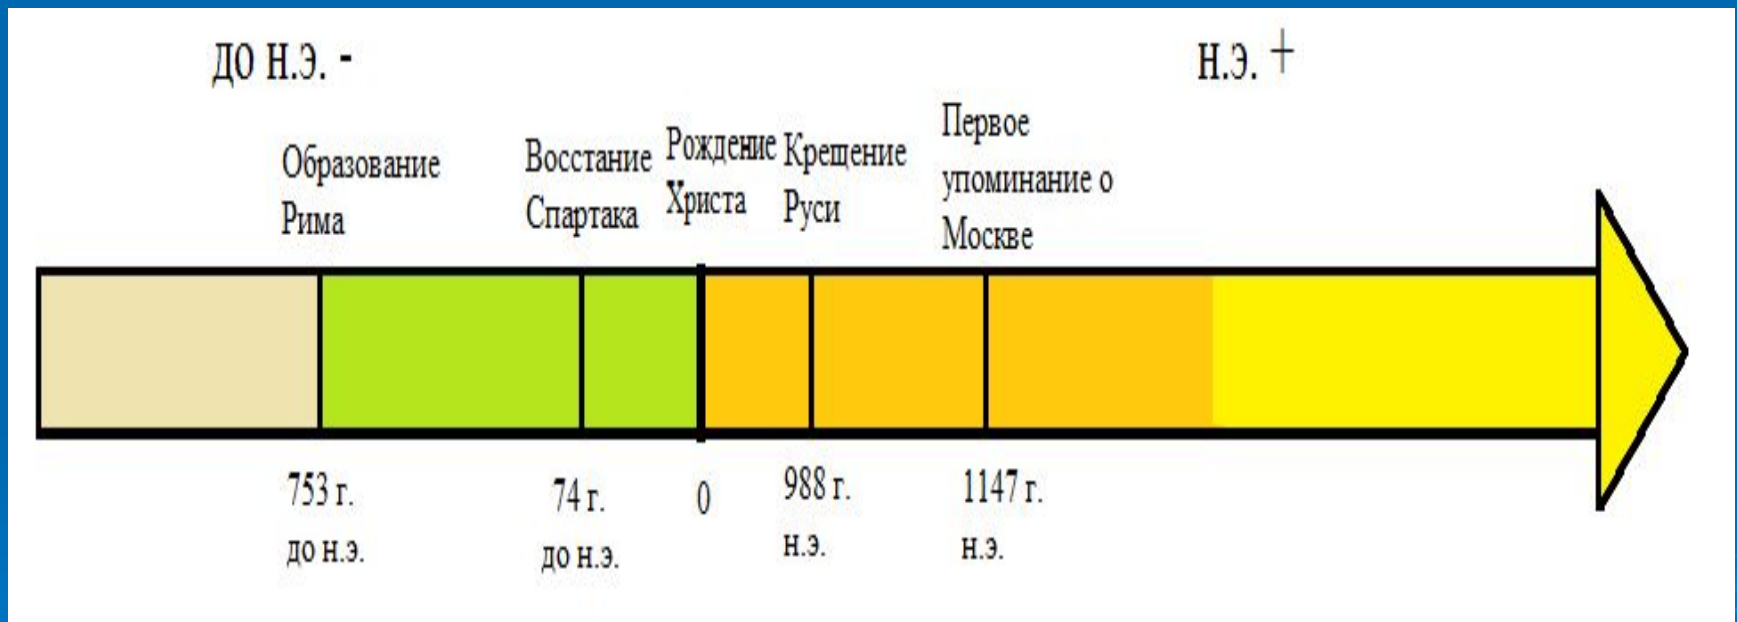 ДО Н.Э. -
Н.Э. +
Образование
Рима
Восстание
Спартака
Рождение
Христа
Крещение
Руси
Первое
упоминание о
Москве
753 г.
до н.э.
74 г.
до н.э.
0
988 г.
н.э.
1147 г.
н.э.